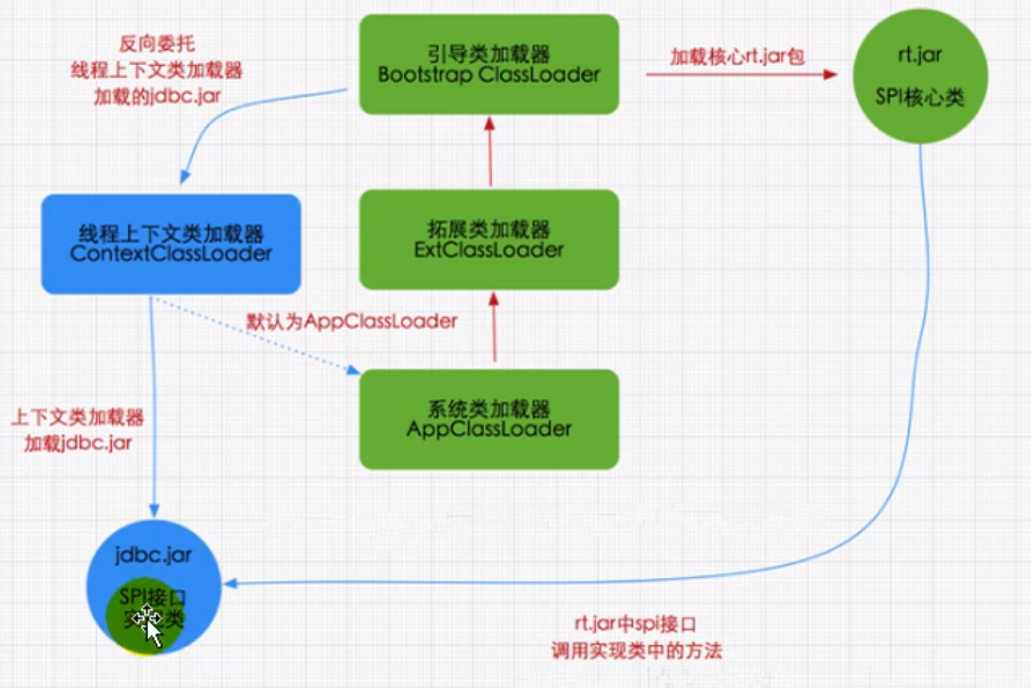 反向委托
线程上下文类加载器
加载的jdbc.jar
引导类加载器
Bootstrap ClassLoader
加载核心rt.jar包
rt.jar
SPI核心类
线程上下文类加载器
ContextClassLoader
拓展类加载器
ExtClassLoader
默认为AppClassLoader
系统类加载器
AppClassLoader
上下文类加载器
加载jdbc.jar
jdbc.jar
SPI接口
类
rt.jar中spi接口
调用实现类中的方法